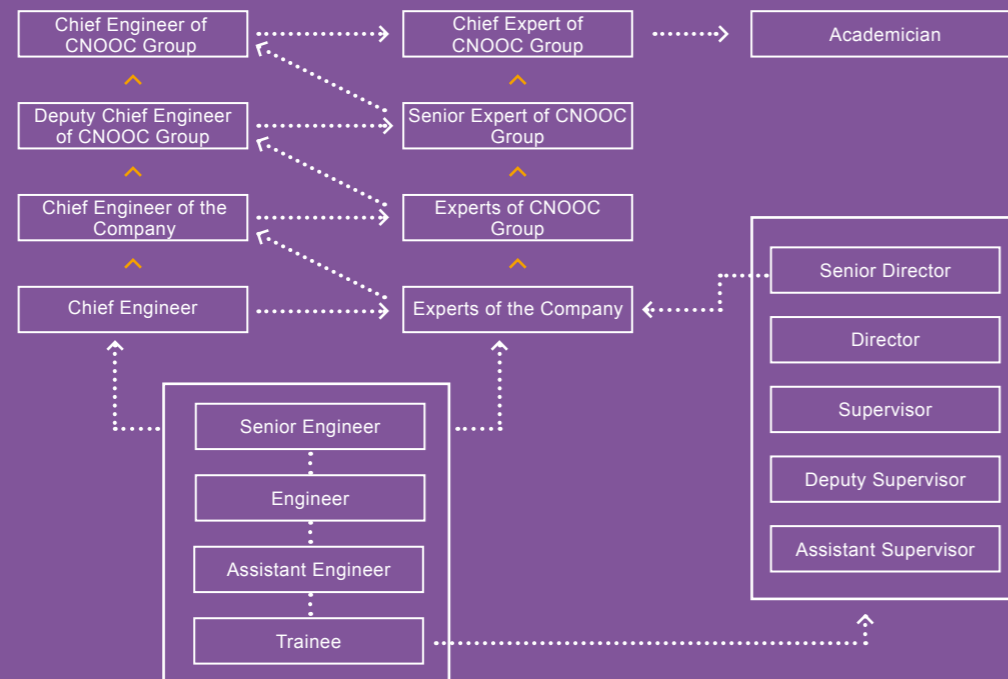 Chief Engineer of
CNOOC Group
Chief Expert of
CNOOC Group
Academician
Deputy Chief Engineer
of CNOOC Group
Senior Expert of CNOOC
Group
Chief Engineer of the
Company
Experts of CNOOC
Group
Chief Engineer
Experts of the Company
Senior Director
Director
Supervisor
Deputy Supervisor
Assistant Supervisor
Senior Engineer
Engineer
Assistant Engineer
Trainee